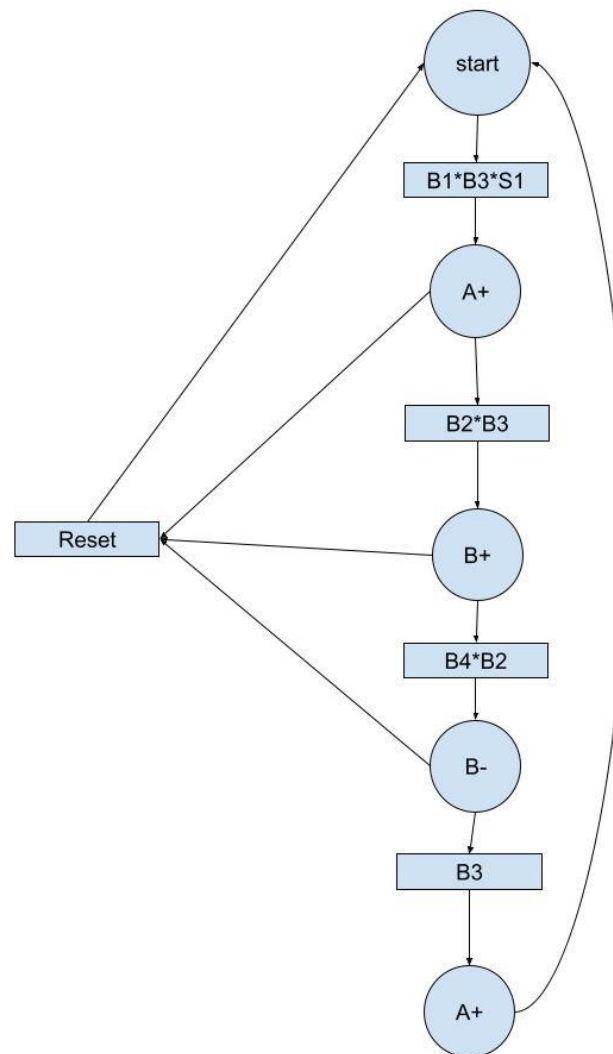 start
B1*B3*S1
A+
B2*B3
Reset
B+
B4*B2
B-
B3
A+